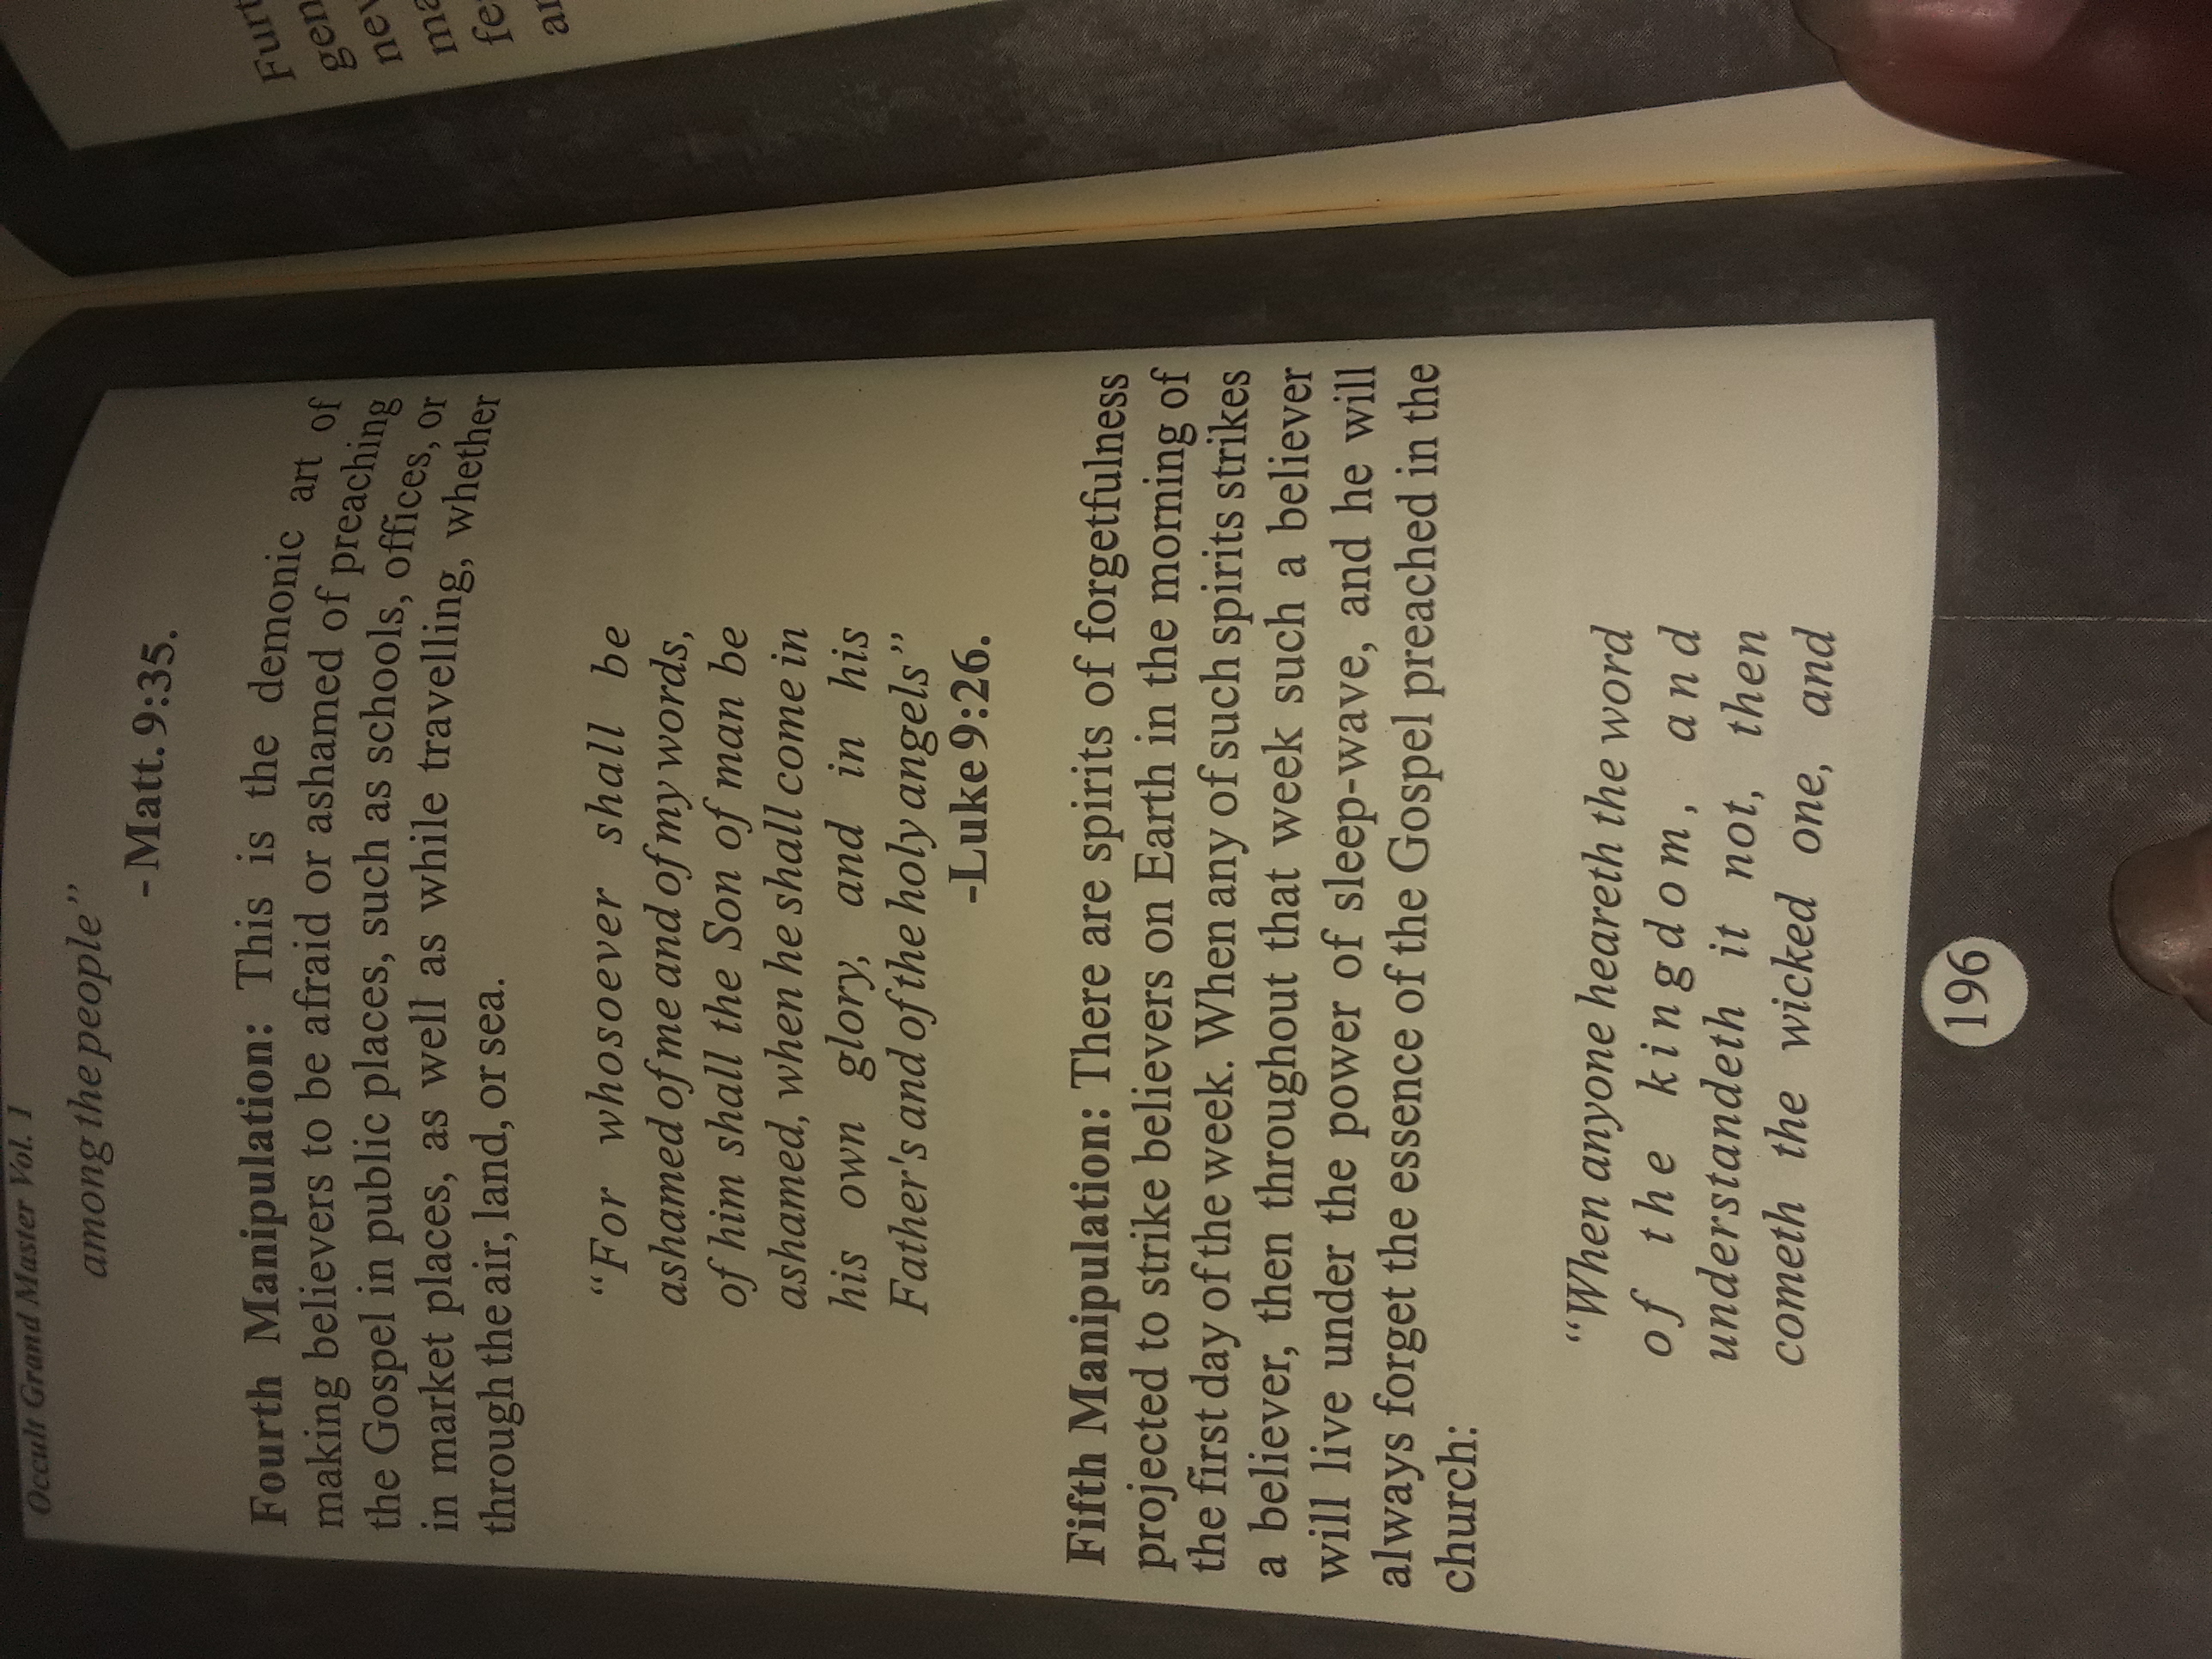 Occult Grand Master Vol. 1
among the people”
-Matt. 9:35.
Fourth Manipulation: This is the demonic art of
making believers to be afraid or ashamed of preaching
the Gospel in public places, such as schools, offices, or
in market places, as well as while travelling, whether
through the air, land, or sea.
“For whosoever shall be
ashamed of me and of my words,
of him shall the Son of man be
ashamed, when he shall come in
his own glory, and in his
Father's and of the holy angels”
-Luke 9:26.
Fifth Manipulation: There are spirits of forgetfulness
projected to strike believers on Earth in the morning of
the first day of the week. When any of such spirits strikes
a believer, then throughout that week such a believer
will live under the power of sleep-wave, and he will
always forget the essence of the Gospel preached in the
church:
“When anyone heareth the word
of the kingdom, and
understandeth it not, then
cometh the wicked one, and
196